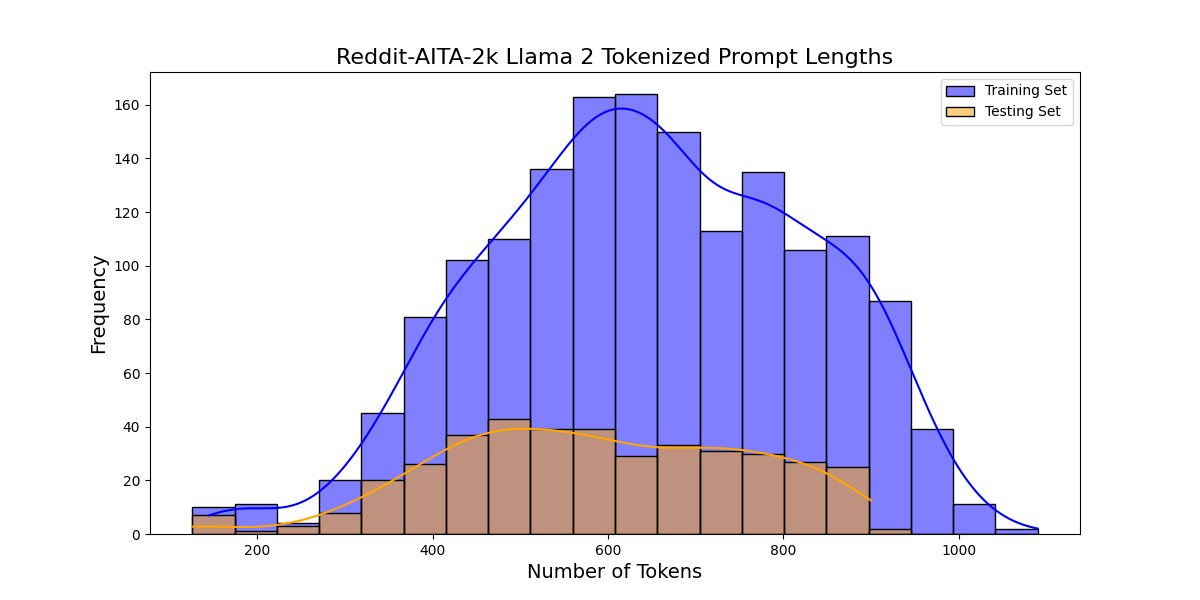 Reddit-AITA-2k Llama 2 Tokenized Prompt Lengths
Training Set
Testing Set
Frequency
160
140
120
100
80
60
40
20
0
200 400 600 800 1000
Number of Tokens